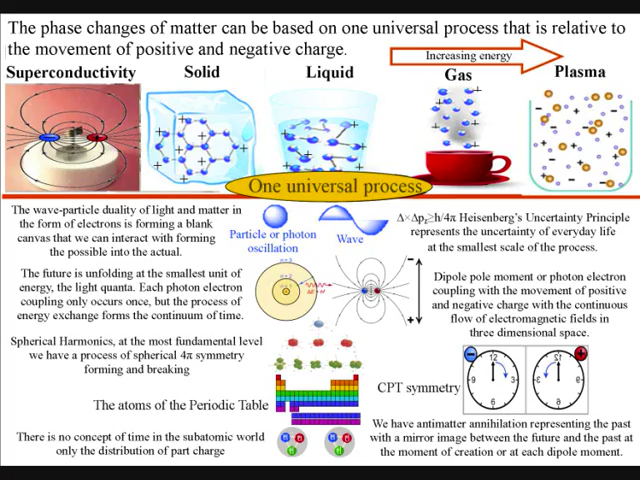 The phase changes of matter can be based on one universal process that is relative to
the movement of positive and negative charge.
Increasing energy
Superconductivity
Solid
Liquid
Gas
Plasma
One universal process
The wave-particle duality of light and matter in
the form of electrons is forming a blank
canvas that we can interact with forming
the possible into the actual.
Particle or photon
oscillation
Wave
Δ×Δpₓ≥h/4π Heisenberg's Uncertainty Principle
represents the uncertainty of everyday life
at the smallest scale of the process.
The future is unfolding at the smallest unit of
energy, the light quanta. Each photon electron
coupling only occurs once, but the process of
energy exchange forms the continuum of time.
Dipole pole moment or photon electron
coupling with the movement of positive
and negative charge with the continuous
flow of electromagnetic fields in
three dimensional space.
Spherical Harmonics, at the most fundamental level
we have a process of spherical 4π symmetry
forming and breaking
CPT symmetry
12
3
6
9
12
3
6
9
The atoms of the Periodic Table
We have antimatter annihilation representing the past
with a mirror image between the future and the past at
the moment of creation or at each dipole moment.
There is no concept of time in the subatomic world
only the distribution of part charge